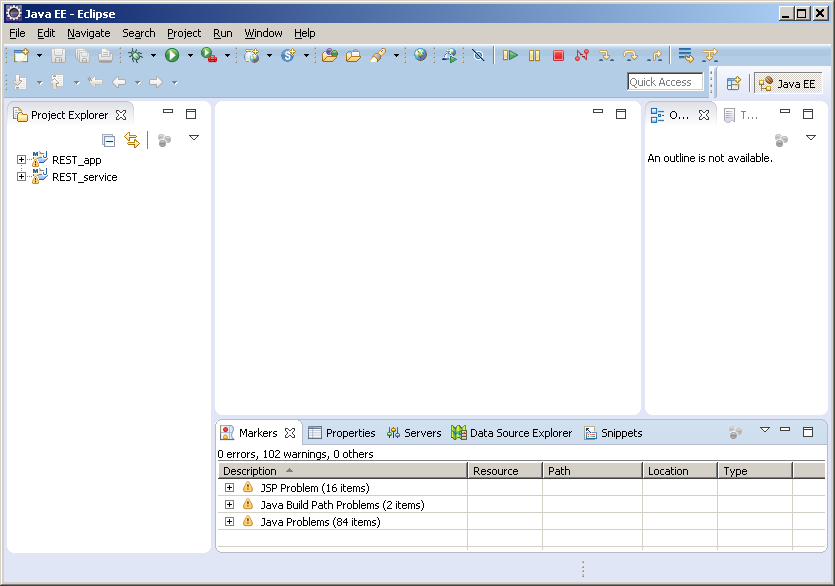 Java EE - Eclipse
File Edit Navigate Search Project Run Window Help
Quick Access Java EE
Project Explorer
REST_app
REST_service
O... T...
An outline is not available.
Markers Properties Servers Data Source Explorer Snippets
0 errors, 102 warnings, 0 others
Description Resource Path Location Type
JSP Problem (16 items)
Java Build Path Problems (2 items)
Java Problems (84 items)